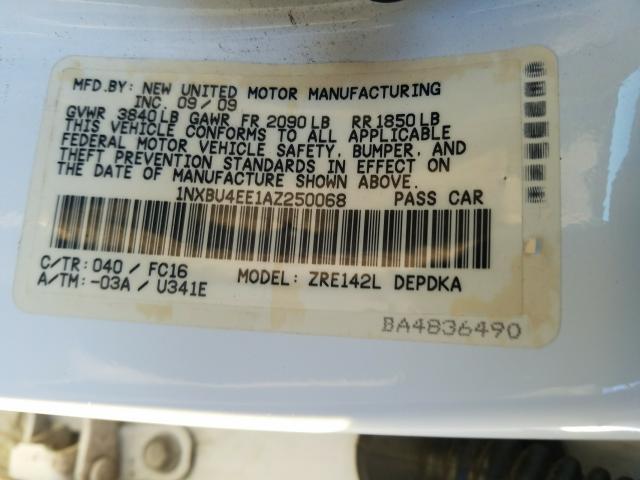 MFD.BY: NEW UNITED MOTOR MANUFACTURING
INC. 09/09
GVWR 3840LB GAWR FR 2090LB RR1850LB
THIS VEHICLE CONFORMS TO ALL APPLICABLE
FEDERAL MOTOR VEHICLE SAFETY, BUMPER, AND
THEFT PREVENTION STANDARDS IN EFFECT ON
THE DATE OF MANUFACTURE SHOWN ABOVE.
1NXBU4EE1AZ250068 PASS CAR
C/TR: 040 / FC16 MODEL: ZRE142L DEPDKA
A/TM: -03A / U341E
BA4836490